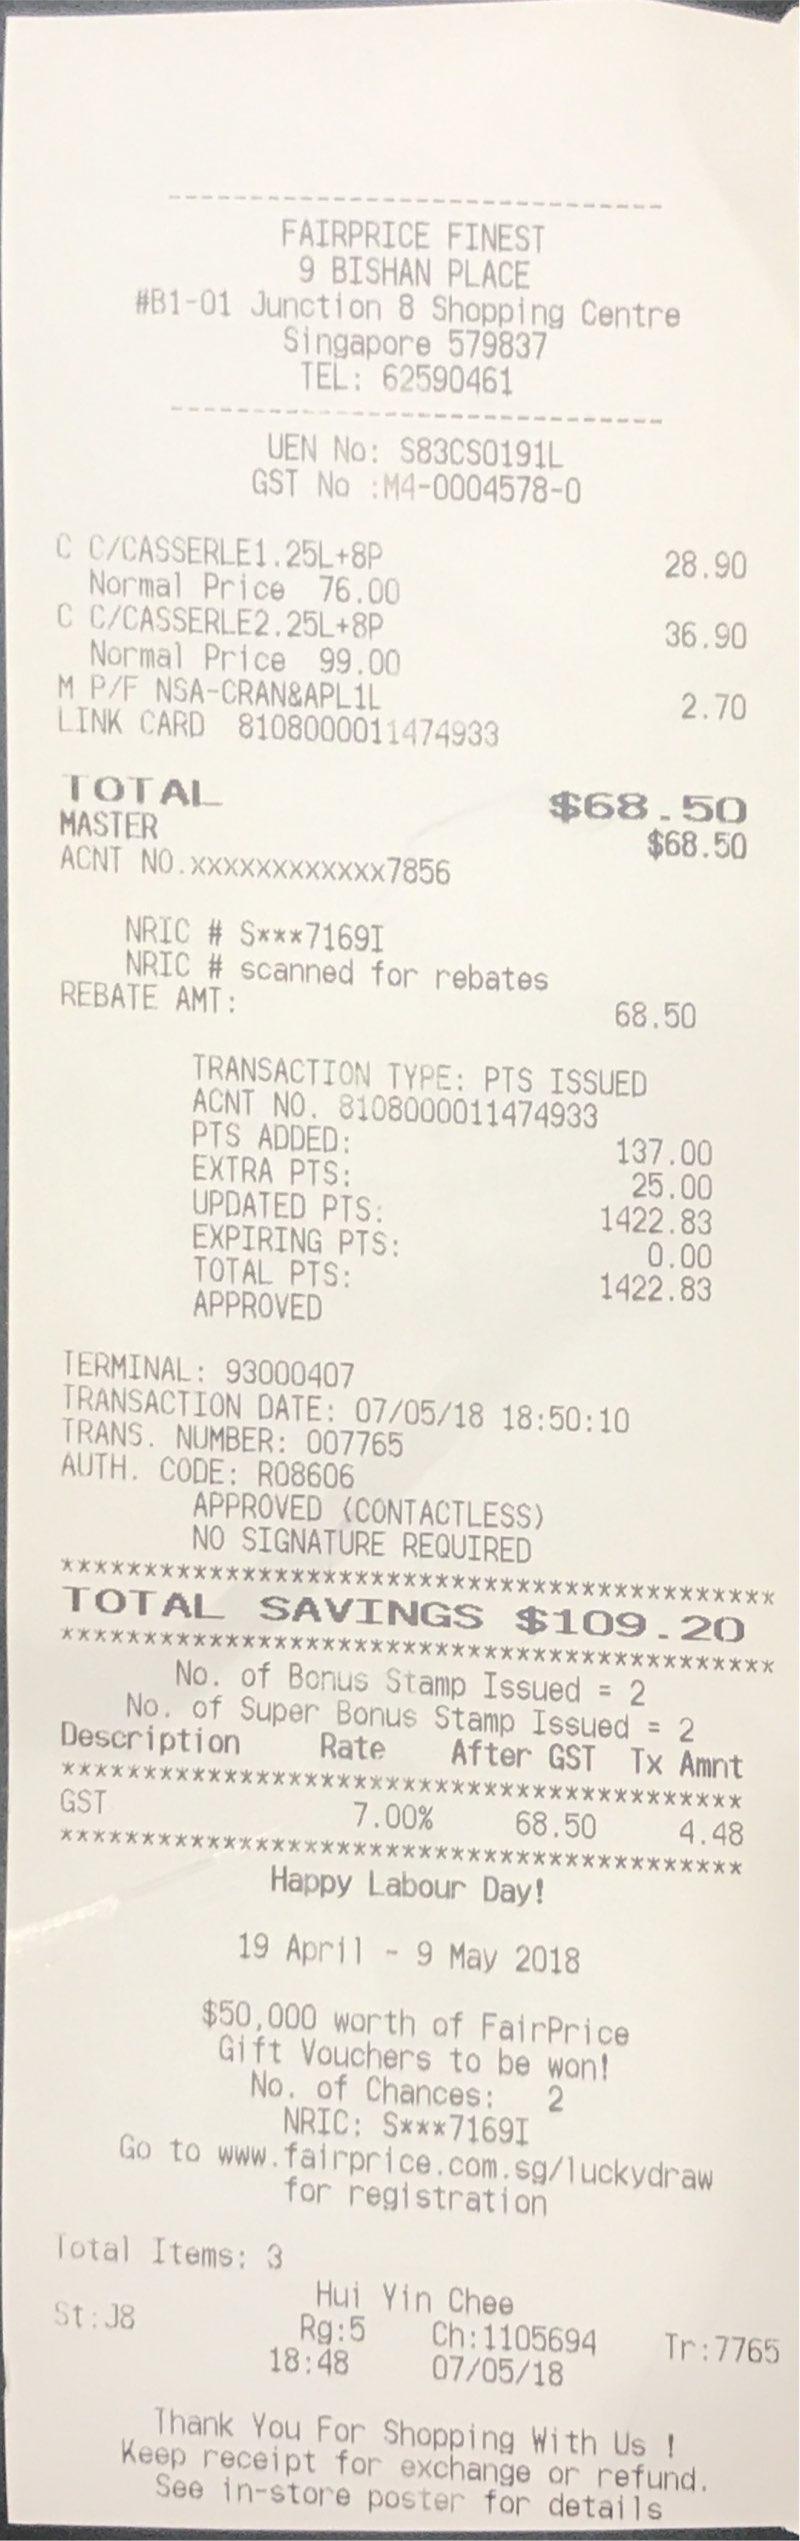 --------------------------------
FAIRPRICE FINEST
9 BISHAN PLACE
#B1-01 Junction 8 Shopping Centre
Singapore 579837
TEL: 62590461
--------------------------------
UEN No: S83CS0191L
GST No :M4-0004578-0
C C/CASSERLE1.25L+8P 28.90
Normal Price 76.00
C C/CASSERLE2.25L+8P 36.90
Normal Price 99.00
M P/F NSA-CRAN&APL1L 2.70
LINK CARD 8108000011474933
TOTAL $68.50
MASTER $68.50
ACNT NO.xxxxxxxxxxxx7856
NRIC # S***7169I
NRIC # scanned for rebates
REBATE AMT: 68.50
TRANSACTION TYPE: PTS ISSUED
ACNT NO. 8108000011474933
PTS ADDED: 137.00
EXTRA PTS: 25.00
UPDATED PTS: 1422.83
EXPIRING PTS: 0.00
TOTAL PTS: 1422.83
APPROVED
TERMINAL: 93000407
TRANSACTION DATE: 07/05/18 18:50:10
TRANS. NUMBER: 007765
AUTH. CODE: R08606
APPROVED (CONTACTLESS)
NO SIGNATURE REQUIRED
********************************************
TOTAL SAVINGS $109.20
********************************************
No. of Bonus Stamp Issued = 2
No. of Super Bonus Stamp Issued = 2
Description Rate After GST Tx Amnt
******************************************
GST 7.00% 68.50 4.48
******************************************
Happy Labour Day!
19 April - 9 May 2018
$50,000 worth of FairPrice
Gift Vouchers to be won!
No. of Chances: 2
NRIC: S***7169I
Go to www.fairprice.com.sg/luckydraw
for registration
Total Items: 3
Hui Yin Chee
St:J8 Rg:5 Ch:1105694 Tr:7765
18:48 07/05/18
Thank You For Shopping With Us !
Keep receipt for exchange or refund.
See in-store poster for details